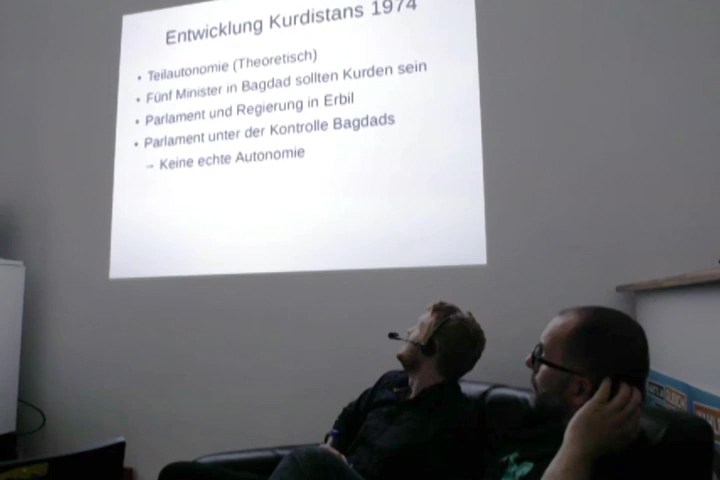 Entwicklung Kurdistans 1974
• Teilautonomie (Theoretisch)
• Fünf Minister in Bagdad sollten Kurden sein
• Parlament und Regierung in Erbil
• Parlament unter der Kontrolle Bagdads
→ Keine echte Autonomie